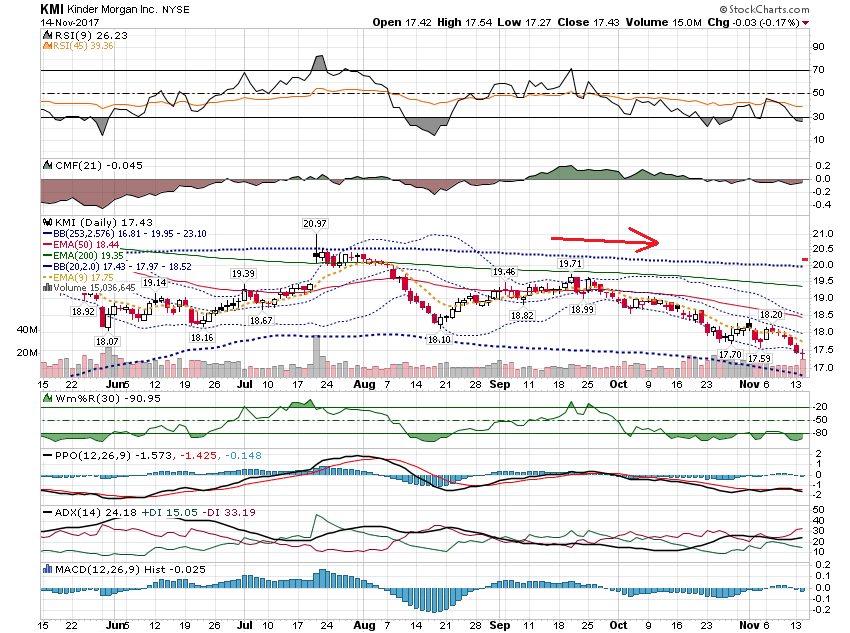 KMI Kinder Morgan Inc. NYSE © StockCharts.com
14-Nov-2017 Open 17.42 High 17.54 Low 17.27 Close 17.43 Volume 15.0M Chg -0.03 (-0.17%)
RSI(9) 26.23
RSI(45) 39.36
90
70
50
30
10
CMF(21) -0.045
0.2
0.0
-0.2
-0.4
KMI (Daily) 17.43
BB(253,2.576) 16.81 - 19.95 - 23.10
EMA(50) 18.44
EMA(200) 19.35
BB(20,2.0) 17.43 - 17.97 - 18.52
EMA(9) 17.75
Volume 15,036,645
20.97
19.39
19.14
18.92
18.07
18.16
18.67
18.10
19.46
18.82
19.71
18.99
17.70
17.59
18.20
21.0
20.5
20.0
19.5
19.0
18.5
18.0
17.5
17.0
40M
20M
15 22 Jun 5 12 19 26 Jul 10 17 24 Aug 7 14 21 28 Sep 11 18 25 Oct 9 16 23 Nov 6 13
Wm%R(30) -90.95
-20
-50
-80
PPO(12,26,9) -1.573, -1.425, -0.148
2
1
0
-1
-2
ADX(14) 24.18 +DI 15.05 -DI 33.19
50
40
30
20
10
MACD(12,26,9) Hist -0.025
0.2
0.1
0.0
-0.1
-0.2
15 22 Jun 5 12 19 26 Jul 10 17 24 Aug 7 14 21 28 Sep 11 18 25 Oct 9 16 23 Nov 6 13